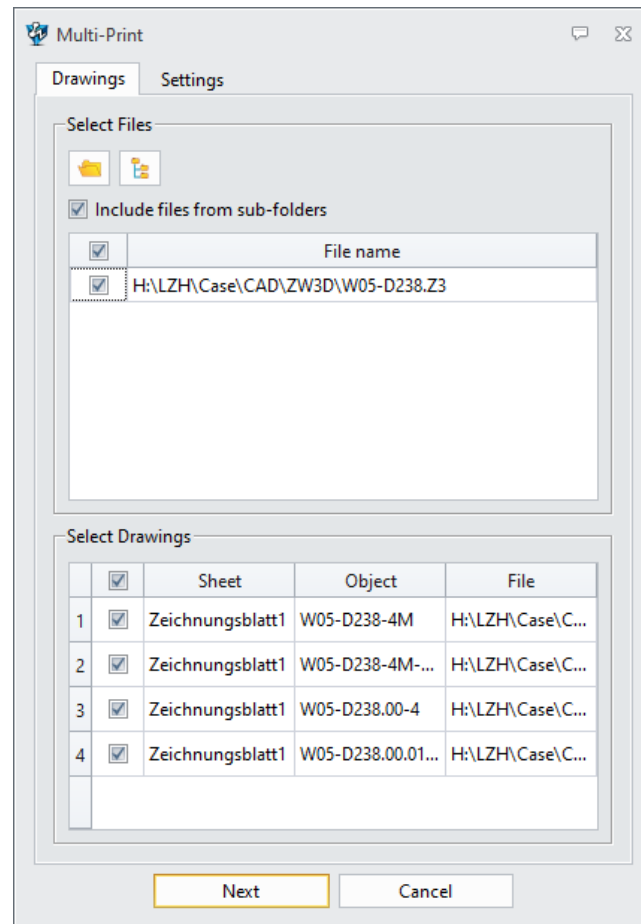 Multi-Print
Drawings Settings
Select Files
Include files from sub-folders
File name
H:\LZH\Case\CAD\ZW3D\W05-D238.Z3
Select Drawings
Sheet Object File
1 Zeichnungsblatt1 W05-D238-4M H:\LZH\Case\C...
2 Zeichnungsblatt1 W05-D238-4M-... H:\LZH\Case\C...
3 Zeichnungsblatt1 W05-D238.00-4 H:\LZH\Case\C...
4 Zeichnungsblatt1 W05-D238.00.01... H:\LZH\Case\C...
Next Cancel